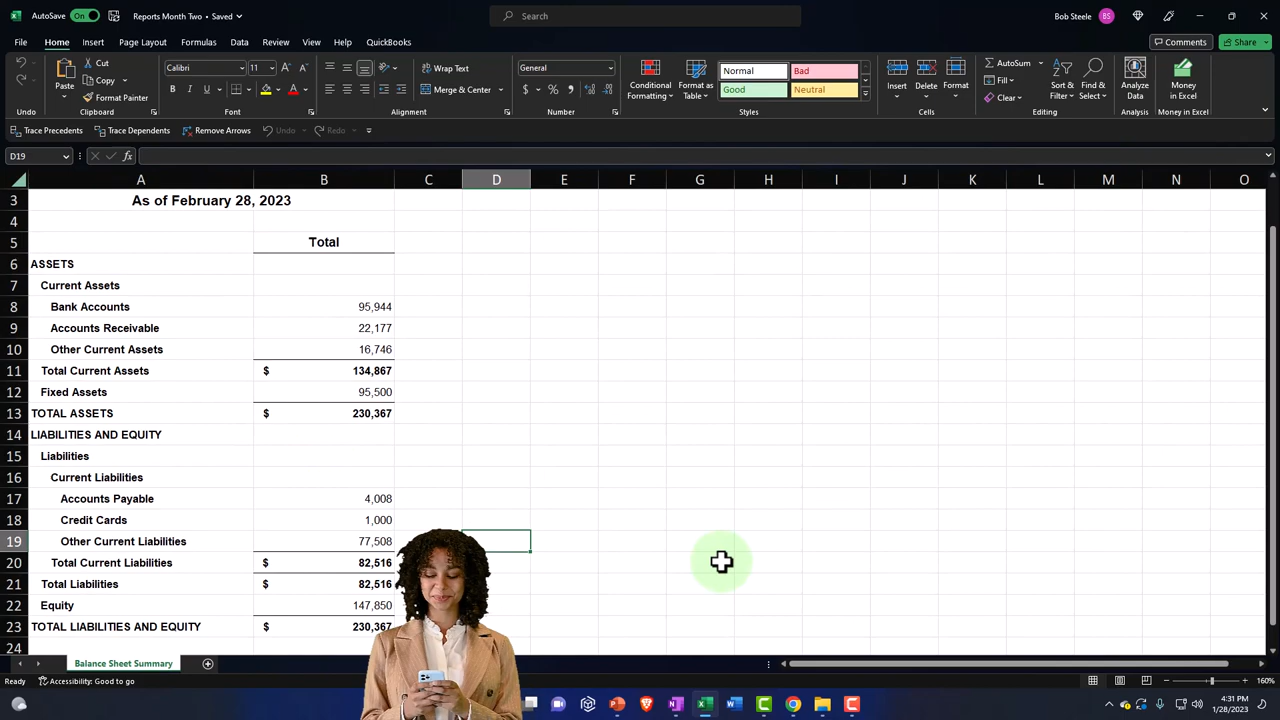 AutoSave On Reports Month Two • Saved Search Bob Steele BS
File Home Insert Page Layout Formulas Data Review View Help QuickBooks Comments Share
Cut Calibri 11 Wrap Text General Normal Bad AutoSum
Copy Fill
Paste Format Painter Merge & Center Conditional Formatting Format as Table Good Neutral Insert Delete Format Clear Sort & Filter Find & Select Analyze Data Money in Excel
Undo Clipboard Font Alignment Number Styles Cells Editing Analysis Money in Excel
Trace Precedents Trace Dependents Remove Arrows Undo Redo
D19 fx
A B C D E F G H I J K L M N O
3 As of February 28, 2023
4
5 Total
6 ASSETS
7 Current Assets
8 Bank Accounts 95,944
9 Accounts Receivable 22,177
10 Other Current Assets 16,746
11 Total Current Assets $ 134,867
12 Fixed Assets 95,500
13 TOTAL ASSETS $ 230,367
14 LIABILITIES AND EQUITY
15 Liabilities
16 Current Liabilities
17 Accounts Payable 4,008
18 Credit Cards 1,000
19 Other Current Liabilities 77,508
20 Total Current Liabilities $ 82,516
21 Total Liabilities $ 82,516
22 Equity 147,850
23 TOTAL LIABILITIES AND EQUITY $ 230,367
24
Balance Sheet Summary
Ready Accessibility: Good to go 160%
4:31 PM
1/28/2023